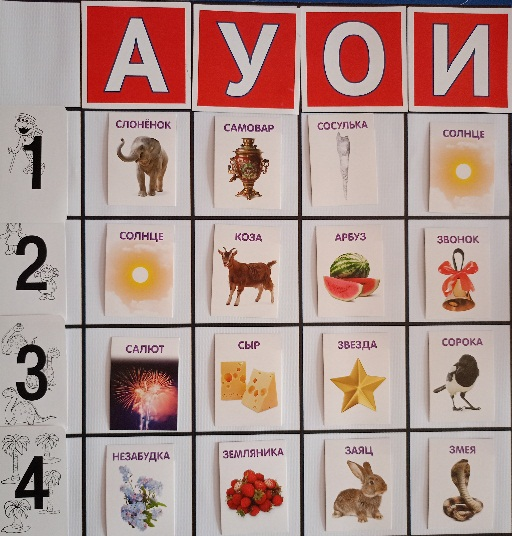 А У О И
1 СЛОНЁНОК САМОВАР СОСУЛЬКА СОЛНЦЕ
2 СОЛНЦЕ КОЗА АРБУЗ ЗВОНОК
3 САЛЮТ СЫР ЗВЕЗДА СОРОКА
4 НЕЗАБУДКА ЗЕМЛЯНИКА ЗАЯЦ ЗМЕЯ